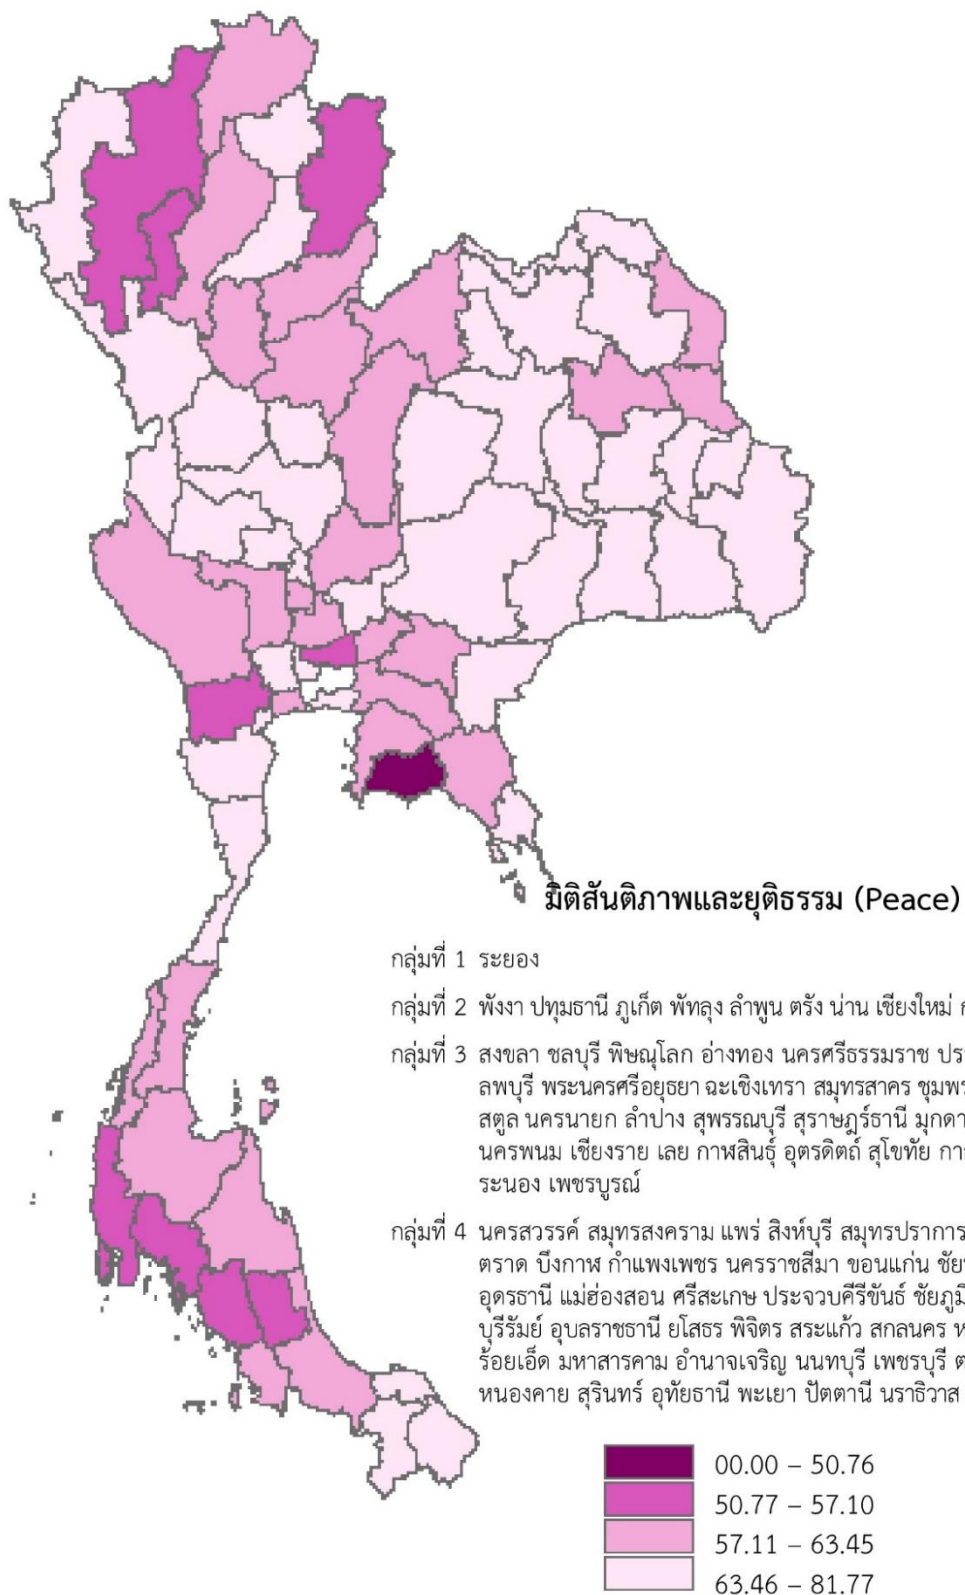 มิติสันติภาพและยุติธรรม (Peace)
กลุ่มที่ 1 ระยอง
กลุ่มที่ 2 พังงา ปทุมธานี ภูเก็ต พัทลุง ลำพูน ตรัง น่าน เชียงใหม่
กลุ่มที่ 3 สงขลา ชลบุรี พิษณุโลก อ่างทอง นครศรีธรรมราช
ลพบุรี พระนครศรีอยุธยา ฉะเชิงเทรา สมุทรสาคร
สตูล นครนายก ลำปาง สุพรรณบุรี สุราษฎร์ธานี
นครพนม เชียงราย เลย กาฬสินธุ์ อุตรดิตถ์ สุโขทัย
ระนอง เพชรบูรณ์
กลุ่มที่ 4 นครสวรรค์ สมุทรสงคราม แพร่ สิงห์บุรี สมุทรปราการ
ตราด บึงกาฬ กำแพงเพชร นครราชสีมา ขอนแก่น
อุดรธานี แม่ฮ่องสอน ศรีสะเกษ ประจวบคีรีขันธ์ ชัยภูมิ
บุรีรัมย์ อุบลราชธานี ยโสธร พิจิตร สระแก้ว สกลนคร
ร้อยเอ็ด มหาสารคาม อำนาจเจริญ นนทบุรี เพชรบุรี
หนองคาย สุรินทร์ อุทัยธานี พะเยา ปัตตานี นราธิวาส
00.00 – 50.76
50.77 – 57.10
57.11 – 63.45
63.46 – 81.77